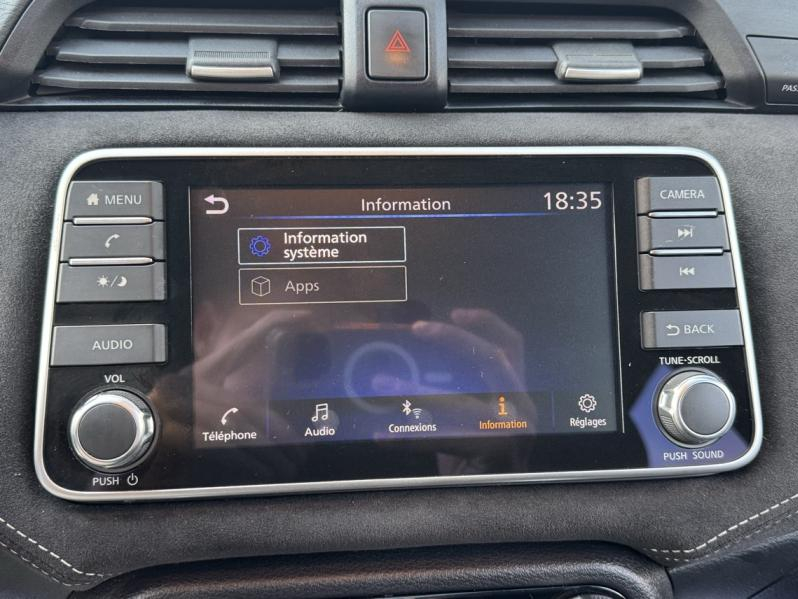 PAS
MENU
AUDIO
VOL
PUSH
Information
18:35
Information
système
Apps
Téléphone
Audio
Connexions
Information
Réglages
CAMERA
BACK
TUNE·SCROLL
PUSH SOUND